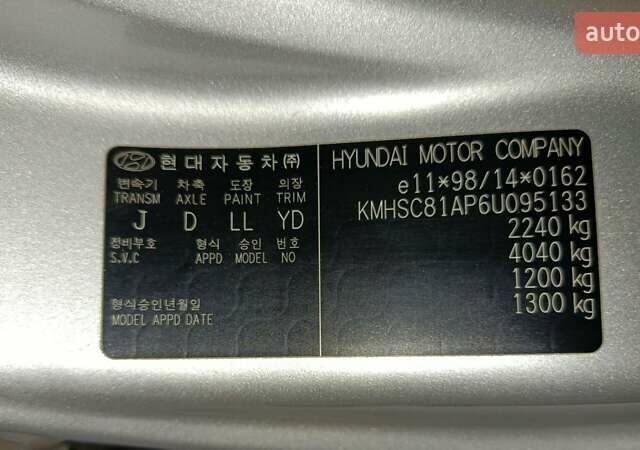 auto
현대자동차㈜
변속기 차축 도장 의장
TRANSM AXLE PAINT TRIM
J D LL YD
정비부호 형식 승인 번호
S.V.C APPD MODEL NO
형식승인년월일
MODEL APPD DATE
HYUNDAI MOTOR COMPANY
e11*98/14*0162
KMHSC81AP6U095133
2240 kg
4040 kg
1200 kg
1300 kg